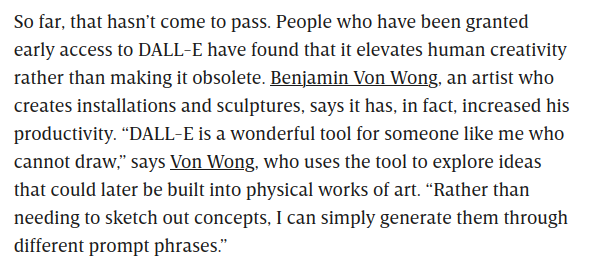 So far, that hasn’t come to pass. People who have been granted
early access to DALL-E have found that it elevates human creativity
rather than making it obsolete. Benjamin Von Wong, an artist who
creates installations and sculptures, says it has, in fact, increased his
productivity. “DALL-E is a wonderful tool for someone like me who
cannot draw,” says Von Wong, who uses the tool to explore ideas
that could later be built into physical works of art. “Rather than
needing to sketch out concepts, I can simply generate them through
different prompt phrases.”